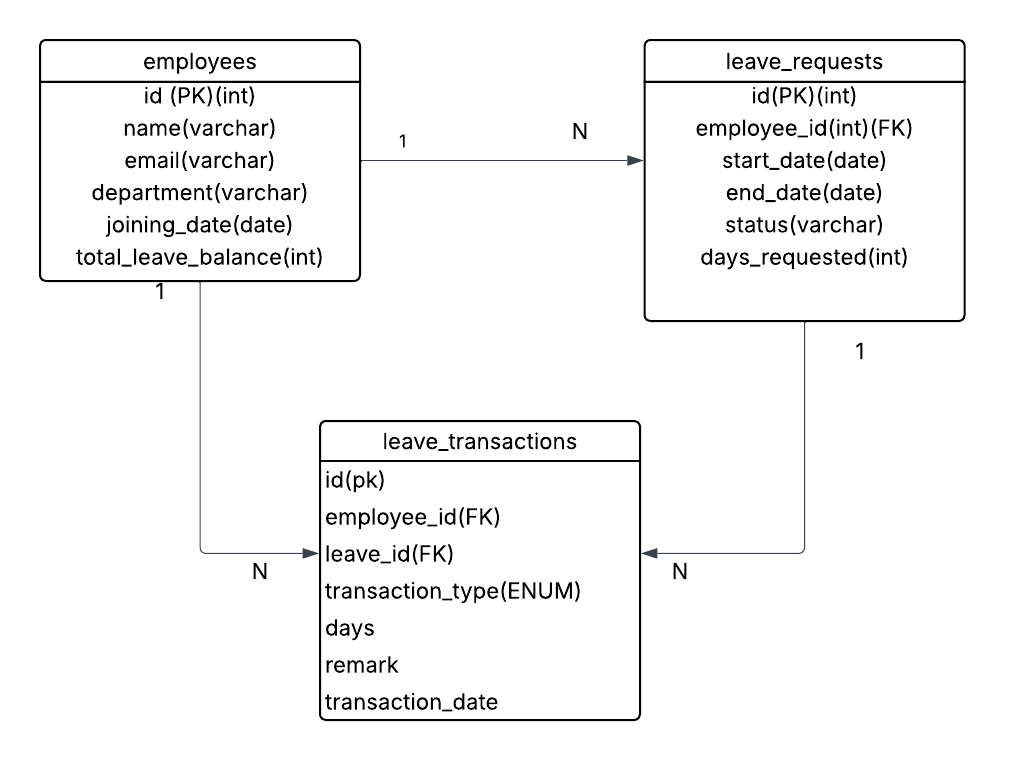 employees
id (PK)(int)
name(varchar)
email(varchar)
department(varchar)
joining_date(date)
total_leave_balance(int)
1
N
leave_requests
id(PK)(int)
employee_id(int)(FK)
start_date(date)
end_date(date)
status(varchar)
days_requested(int)
1
1
leave_transactions
id(pk)
employee_id(FK)
leave_id(FK)
transaction_type(ENUM)
days
remark
transaction_date
N
N